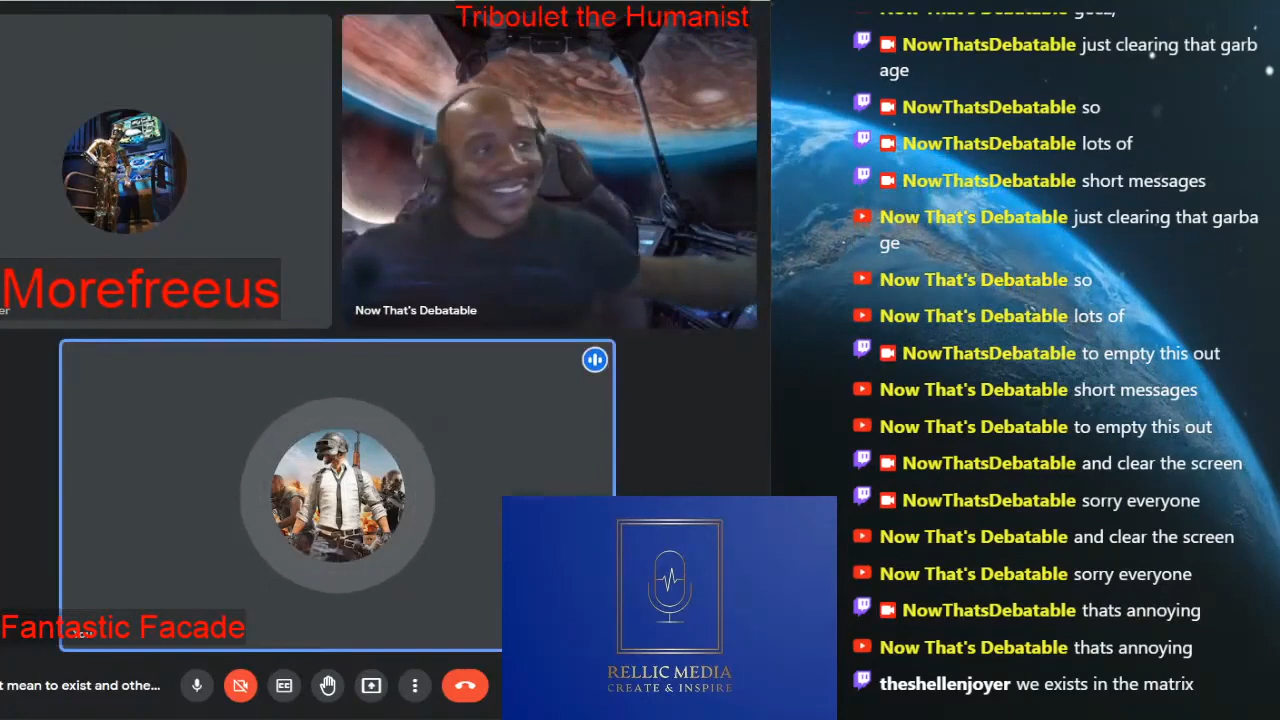 Triboulet the Humanist
Morefreeus
Now That's Debatable
Fantastic Facade
t mean to exist and othe...
RELLIC MEDIA
CREATE & INSPIRE
NowThatsDebatable just clearing that garb
age
NowThatsDebatable so
NowThatsDebatable lots of
NowThatsDebatable short messages
Now That's Debatable just clearing that garba
ge
Now That's Debatable so
Now That's Debatable lots of
NowThatsDebatable to empty this out
Now That's Debatable short messages
Now That's Debatable to empty this out
NowThatsDebatable and clear the screen
NowThatsDebatable sorry everyone
Now That's Debatable and clear the screen
Now That's Debatable sorry everyone
NowThatsDebatable thats annoying
Now That's Debatable thats annoying
theshellenjoyer we exists in the matrix